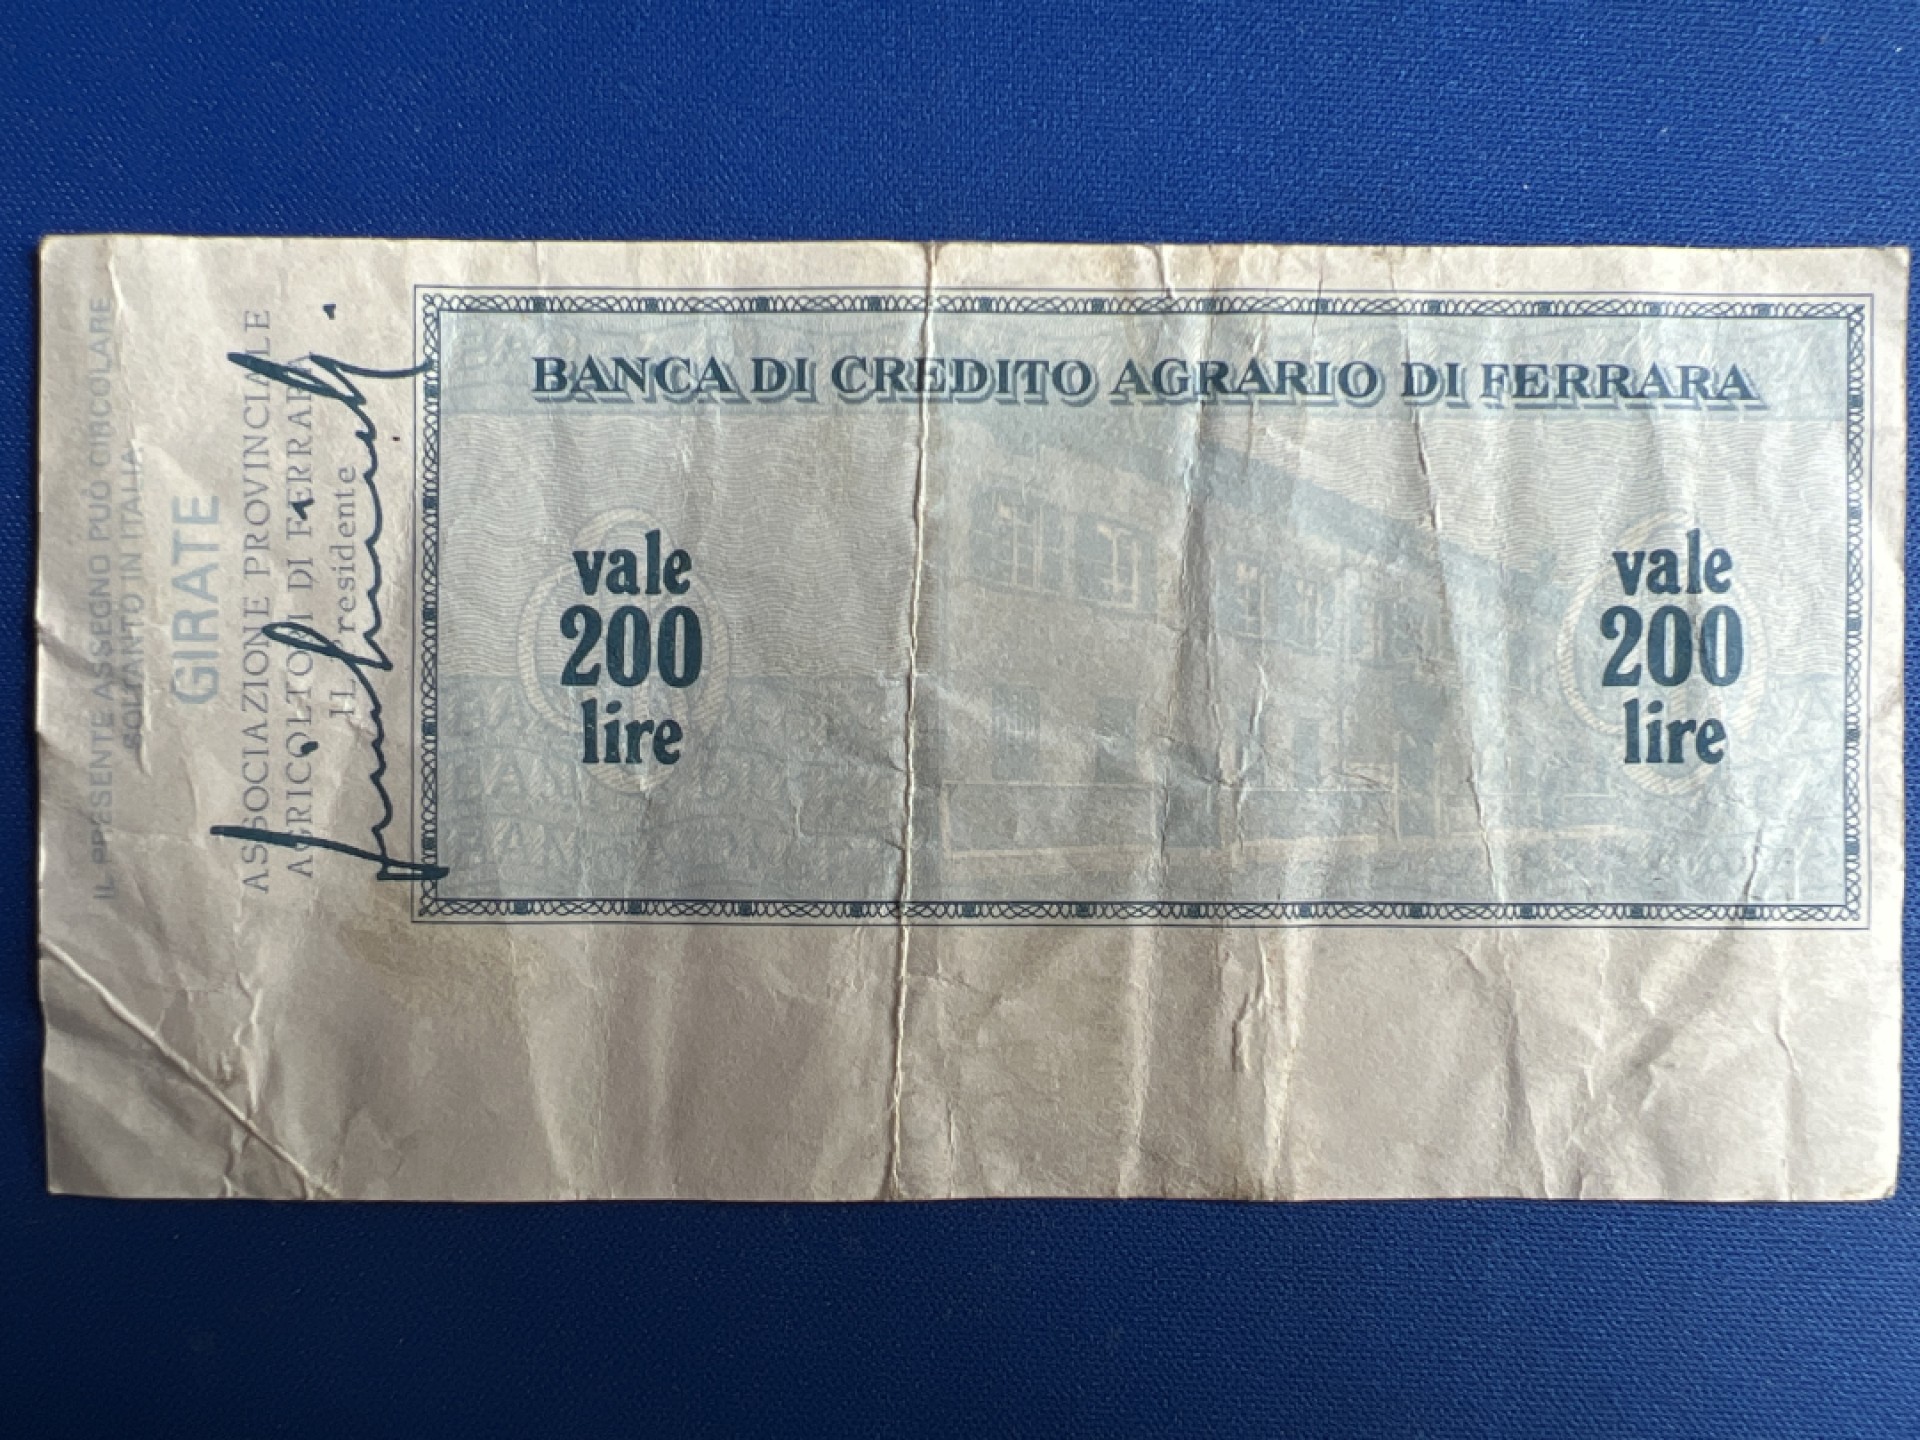 IL PRESENTE ASSEGNO PUÒ CIRCOLARE
SOLTANTO IN ITALIA
GIRATE
ASSOCIAZIONE PROVINCIALE
AGRICOLTORI DI FERRARA
Il Presidente
BANCA DI CREDITO AGRARIO DI FERRARA
vale
200
lire
vale
200
lire